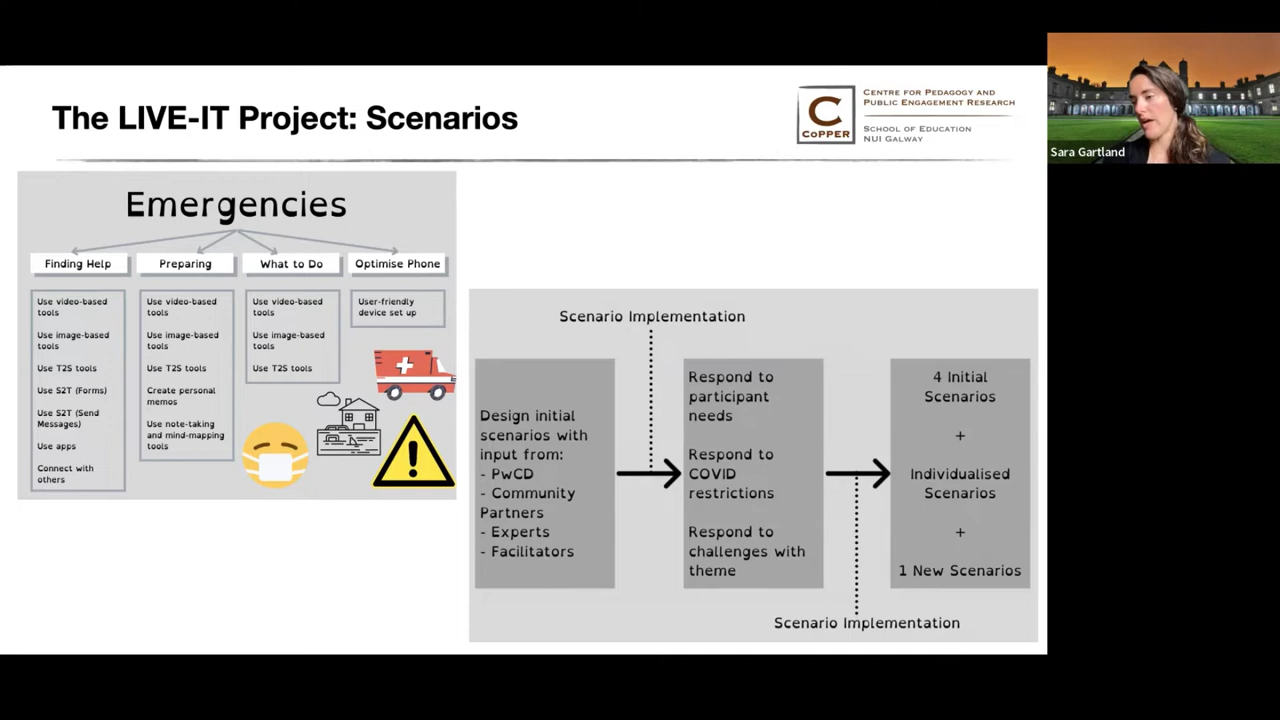 The LIVE-IT Project: Scenarios
C
CoPPER
CENTRE FOR PEDAGOGY AND
PUBLIC ENGAGEMENT RESEARCH
SCHOOL OF EDUCATION
NUI GALWAY
Sara Gartland
Emergencies
Finding Help
Use video-based
tools
Use image-based
tools
Use T2S tools
Use S2T (Forms)
Use S2T (Send
Messages)
Use apps
Connect with
others
Preparing
Use video-based
tools
Use image-based
tools
Use T2S tools
Create personal
memos
Use note-taking
and mind-mapping
tools
What to Do
Use video-based
tools
Use image-based
tools
Use T2S tools
Optimise Phone
User-friendly
device set up
Scenario Implementation
Design initial
scenarios with
input from:
- PwCD
- Community
Partners
- Experts
- Facilitators
Respond to
participant
needs
Respond to
COVID
restrictions
Respond to
challenges with
theme
4 Initial
Scenarios
+
Individualised
Scenarios
+
1 New Scenarios
Scenario Implementation